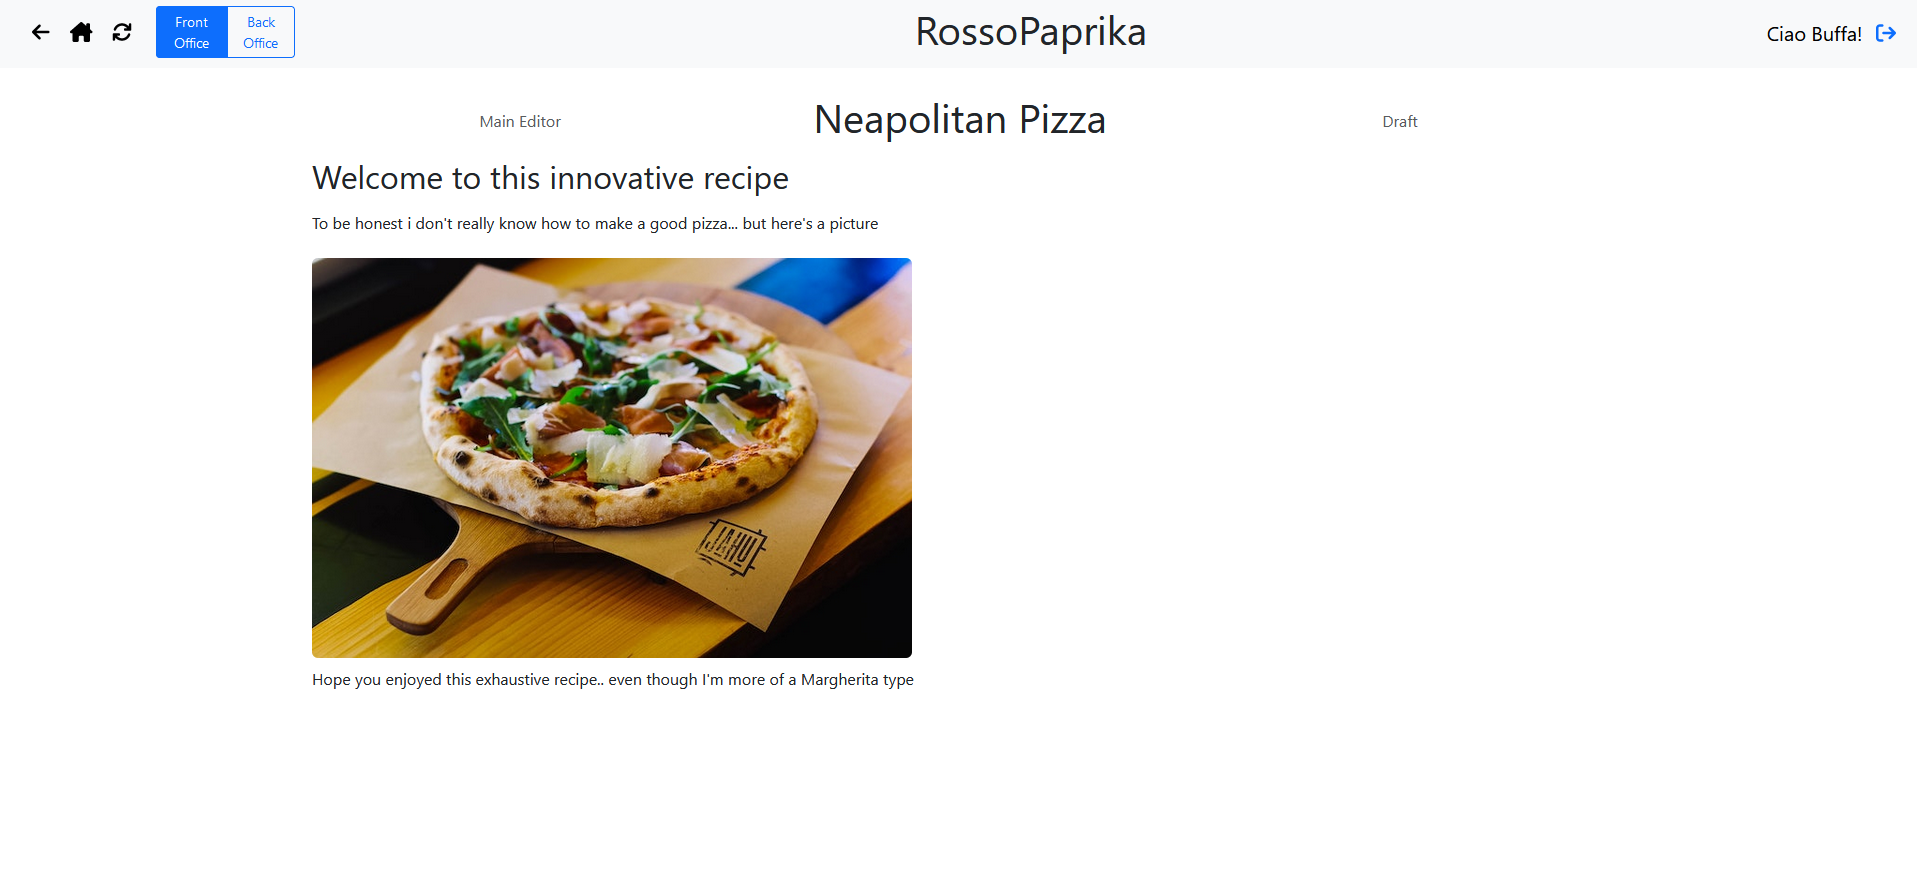 Front Office
Back Office
RossoPaprika
Ciao Buffa!
Main Editor
Neapolitan Pizza
Draft
Welcome to this innovative recipe
To be honest i don't really know how to make a good pizza... but here's a picture
Hope you enjoyed this exhaustive recipe.. even though I'm more of a Margherita type